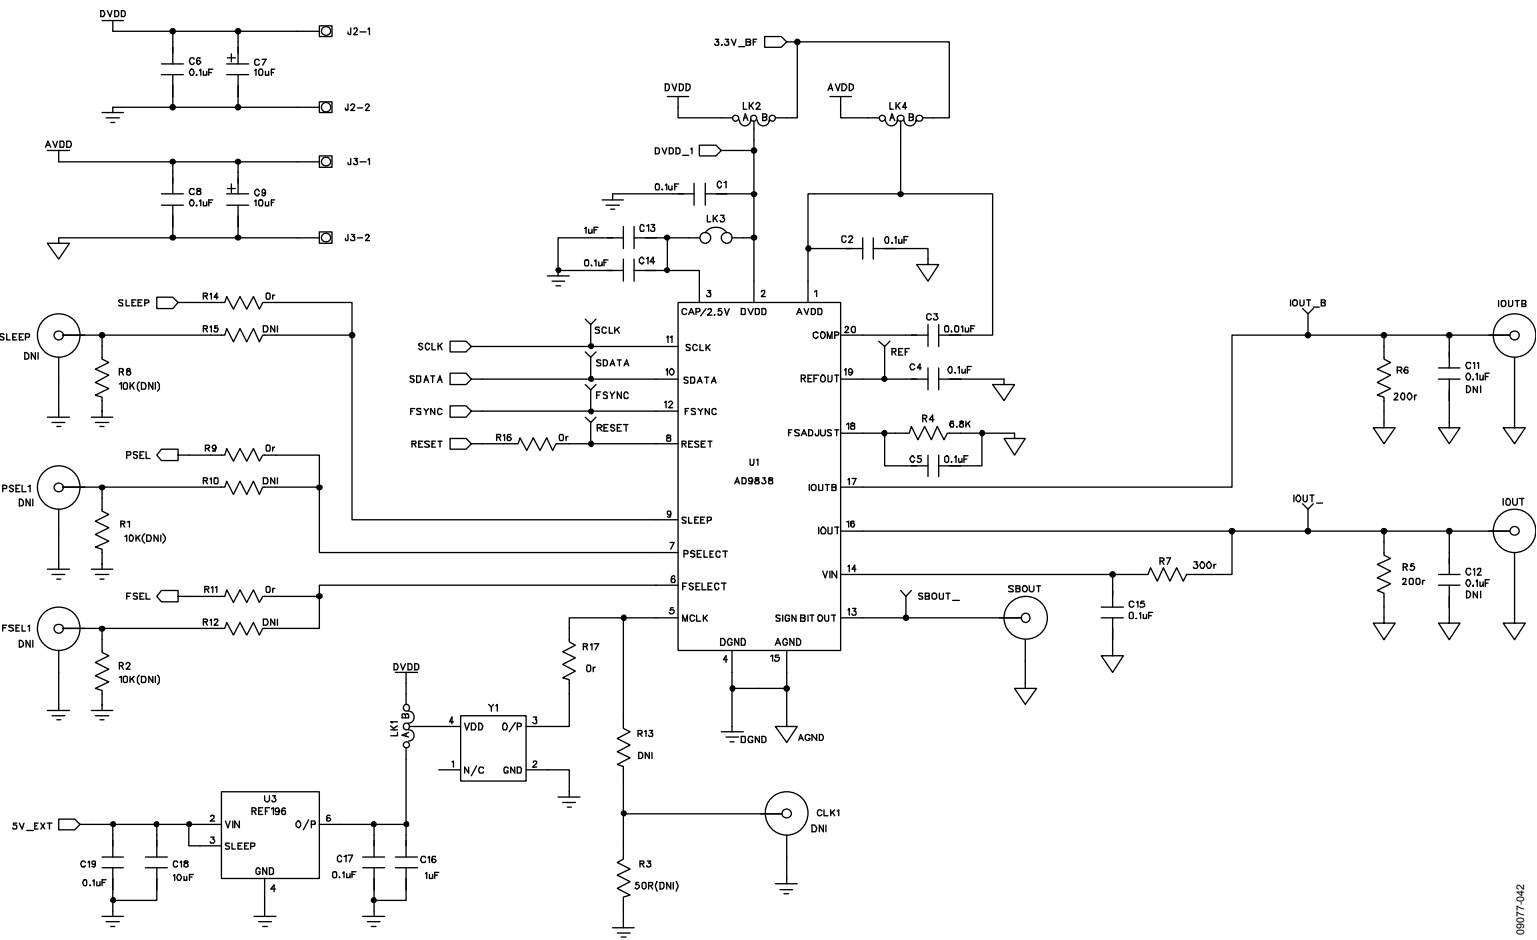 DVDD
J2-1
C6
0.1uF
+
C7
10uF
J2-2
AVDD
J3-1
C8
0.1uF
+
C9
10uF
J3-2
3.3V_BF
DVDD
LK2
A B
AVDD
LK4
A B
DVDD_1
0.1uF
C1
LK3
1uF
C13
0.1uF
C14
C2
0.1uF
SLEEP
R14
0r
R15
DNI
SLEEP
DNI
R8
10K(DNI)
PSEL
R9
0r
PSEL1
DNI
R10
DNI
R1
10K(DNI)
FSEL
R11
0r
FSEL1
DNI
R12
DNI
R2
10K(DNI)
SCLK
SCLK
SDATA
SDATA
FSYNC
FSYNC
RESET
R16
0r
RESET
3
2
1
CAP/2.5V
DVDD
AVDD
11
SCLK
10
SDATA
12
FSYNC
8
RESET
9
SLEEP
7
PSELECT
6
FSELECT
5
MCLK
U1
AD9838
COMP
20
REFOUT
19
FSADJUST
18
IOUTB
17
IOUT
16
VIN
14
SIGN BIT OUT
13
DGND
AGND
4
15
DGND
AGND
C3
0.01uF
REF
C4
0.1uF
R4
6.8K
C5
0.1uF
IOUT_B
IOUTB
R6
200r
C11
0.1uF
DNI
IOUT_
IOUT
R5
200r
C12
0.1uF
DNI
R7
300r
C15
0.1uF
SBOUT_
SBOUT
R17
0r
DVDD
LK1
B
A
Y1
4
VDD
O/P
3
1
N/C
GND
2
R13
DNI
CLK1
DNI
R3
50R(DNI)
5V_EXT
U3
REF196
2
VIN
O/P
6
3
SLEEP
GND
4
C19
0.1uF
C18
10uF
C17
0.1uF
C16
1uF
09077-042